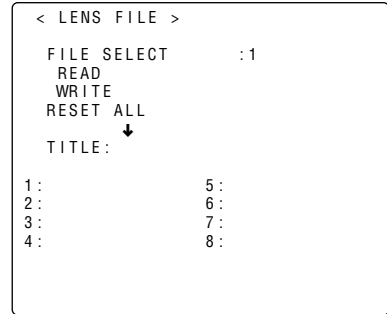 < LENS FILE >
FILE SELECT :1
READ
WRITE
RESET ALL
↓
TITLE:
1: 5:
2: 6:
3: 7:
4: 8: